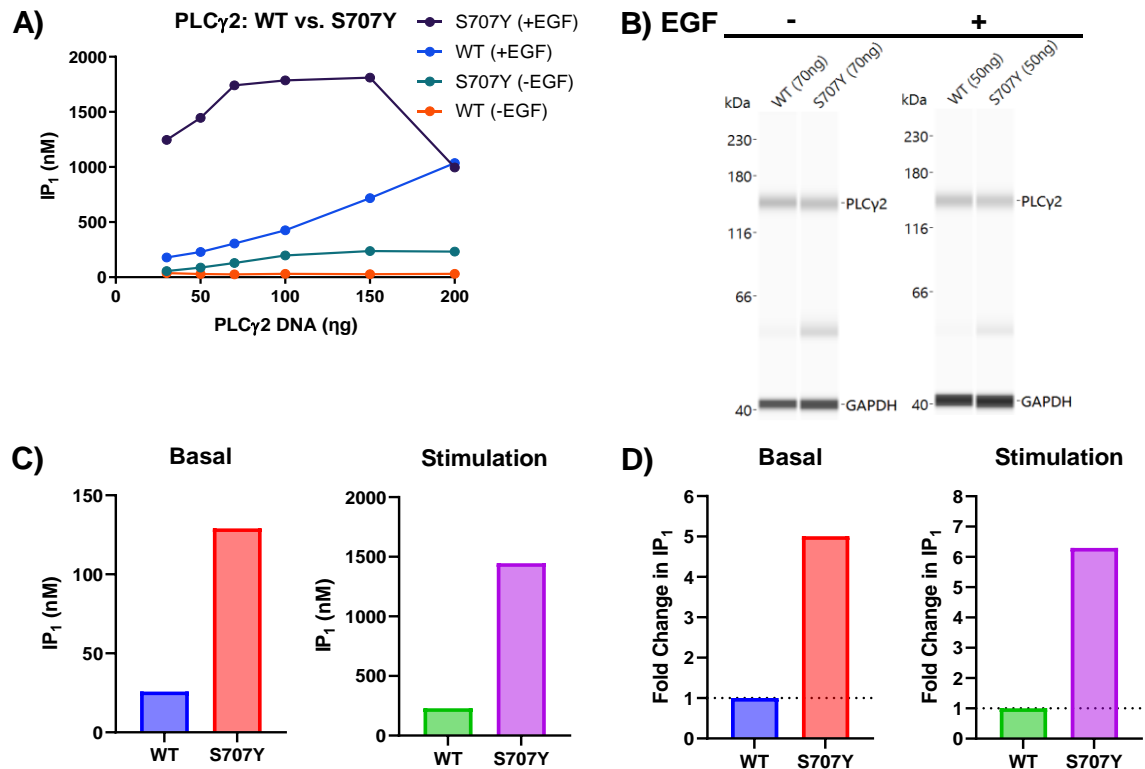 A)
PLCγ2: WT vs. S707Y
S707Y (+EGF)
WT (+EGF)
S707Y (-EGF)
WT (-EGF)
IP1 (nM)
2000
1500
1000
500
0
0 50 100 150 200
PLCγ2 DNA (ηg)
B) EGF - +
WT (70ng)
S707Y (70ng)
kDa
230-
180-
116-
66-
40-
-PLCγ2
-GAPDH
WT (50ng)
S707Y (50ng)
kDa
230-
180-
116-
66-
40-
-PLCγ2
-GAPDH
C)
Basal
IP1 (nM)
150
100
50
0
WT S707Y
Stimulation
IP1 (nM)
2000
1500
1000
500
0
WT S707Y
D)
Basal
Fold Change in IP1
6
5
4
3
2
1
0
WT S707Y
Stimulation
Fold Change in IP1
8
7
6
5
4
3
2
1
0
WT S707Y